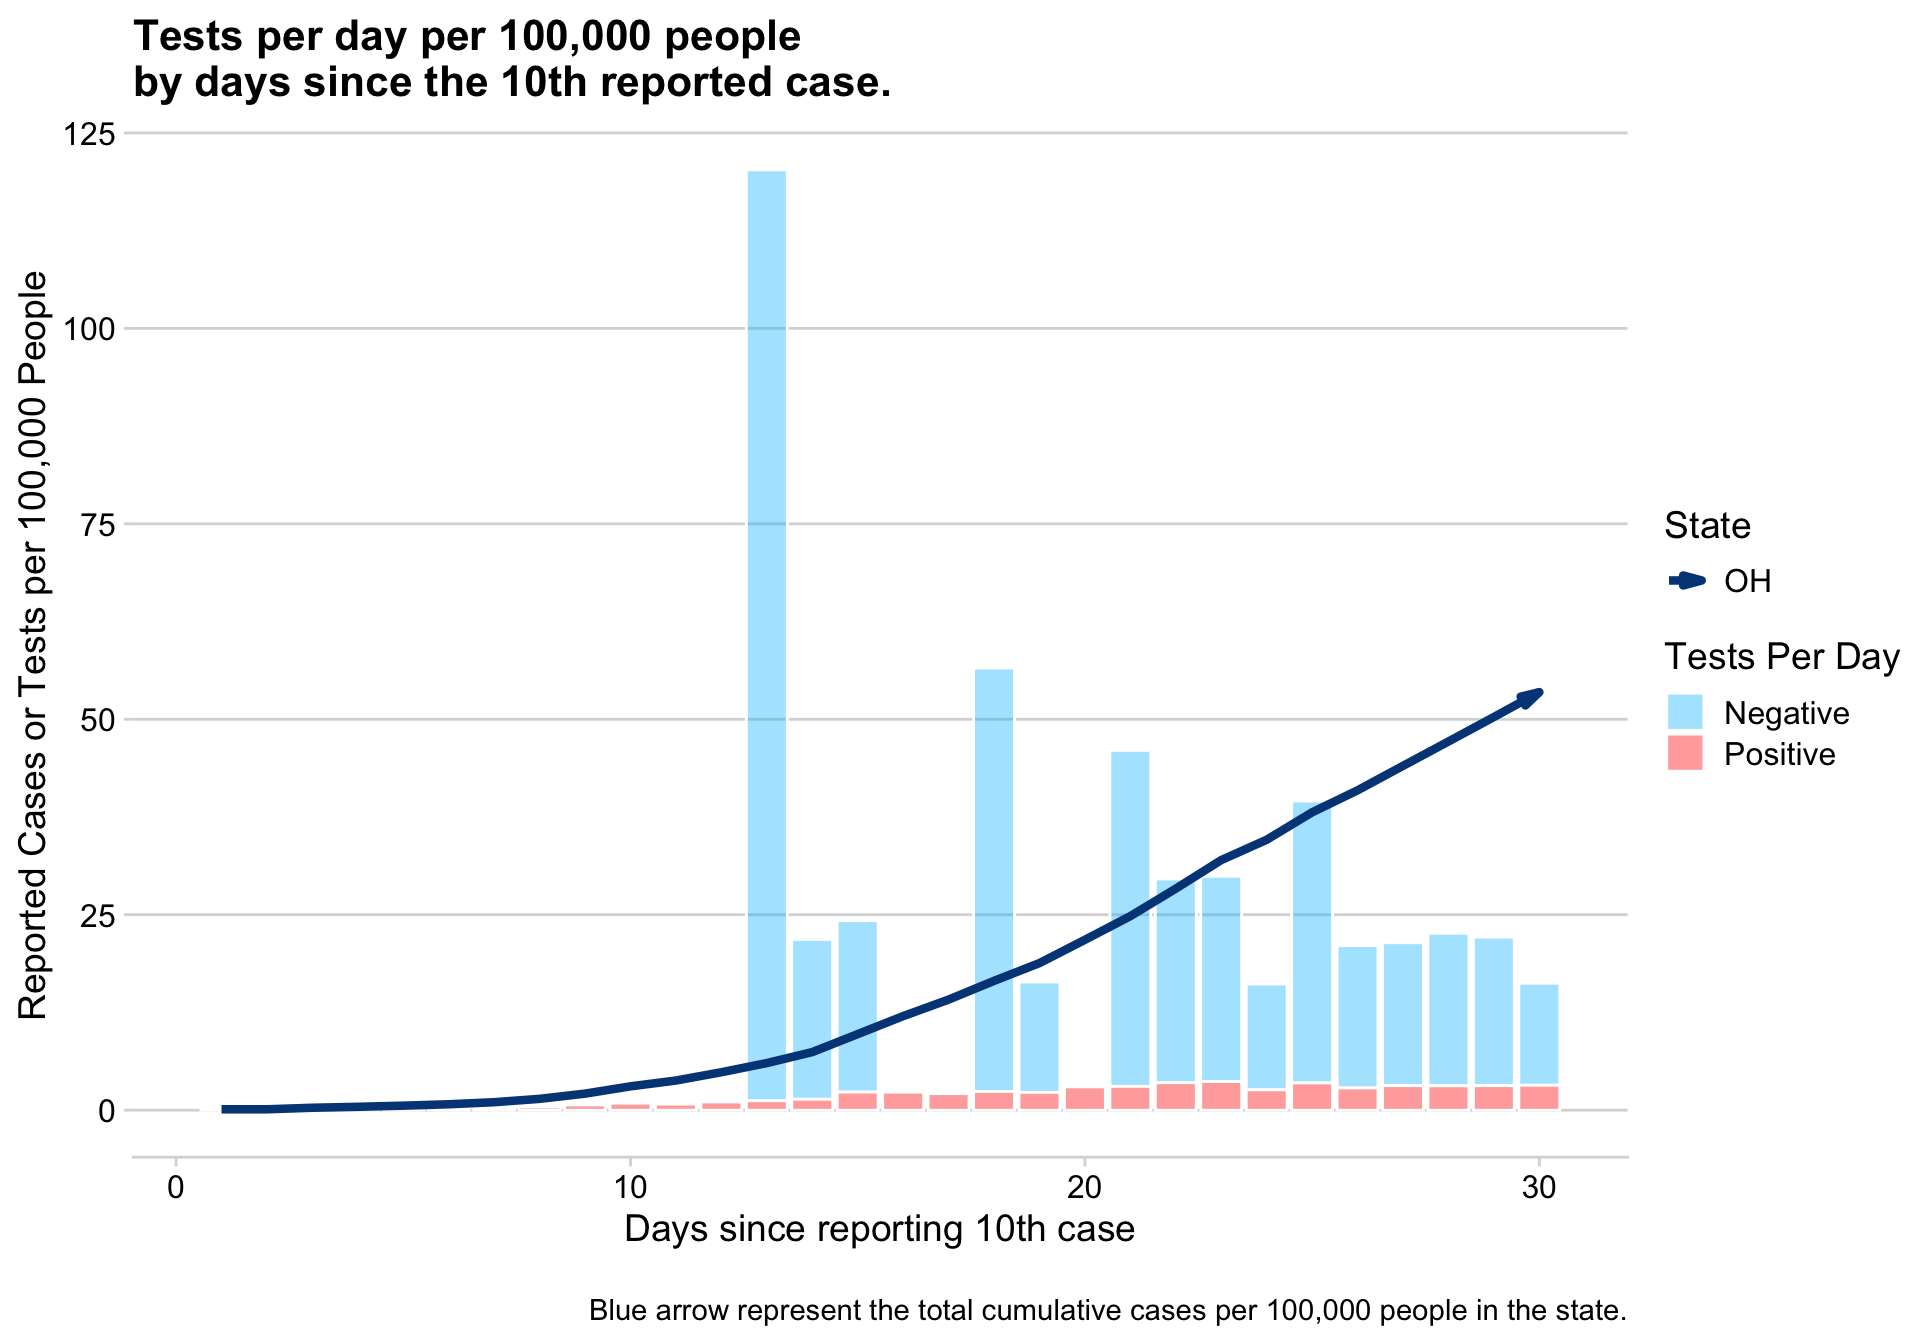 Tests per day per 100,000 people
by days since the 10th reported case.
Reported Cases or Tests per 100,000 People
125
100
75
50
25
0
0
10
20
30
Days since reporting 10th case
State
OH
Tests Per Day
Negative
Positive
Blue arrow represent the total cumulative cases per 100,000 people in the state.